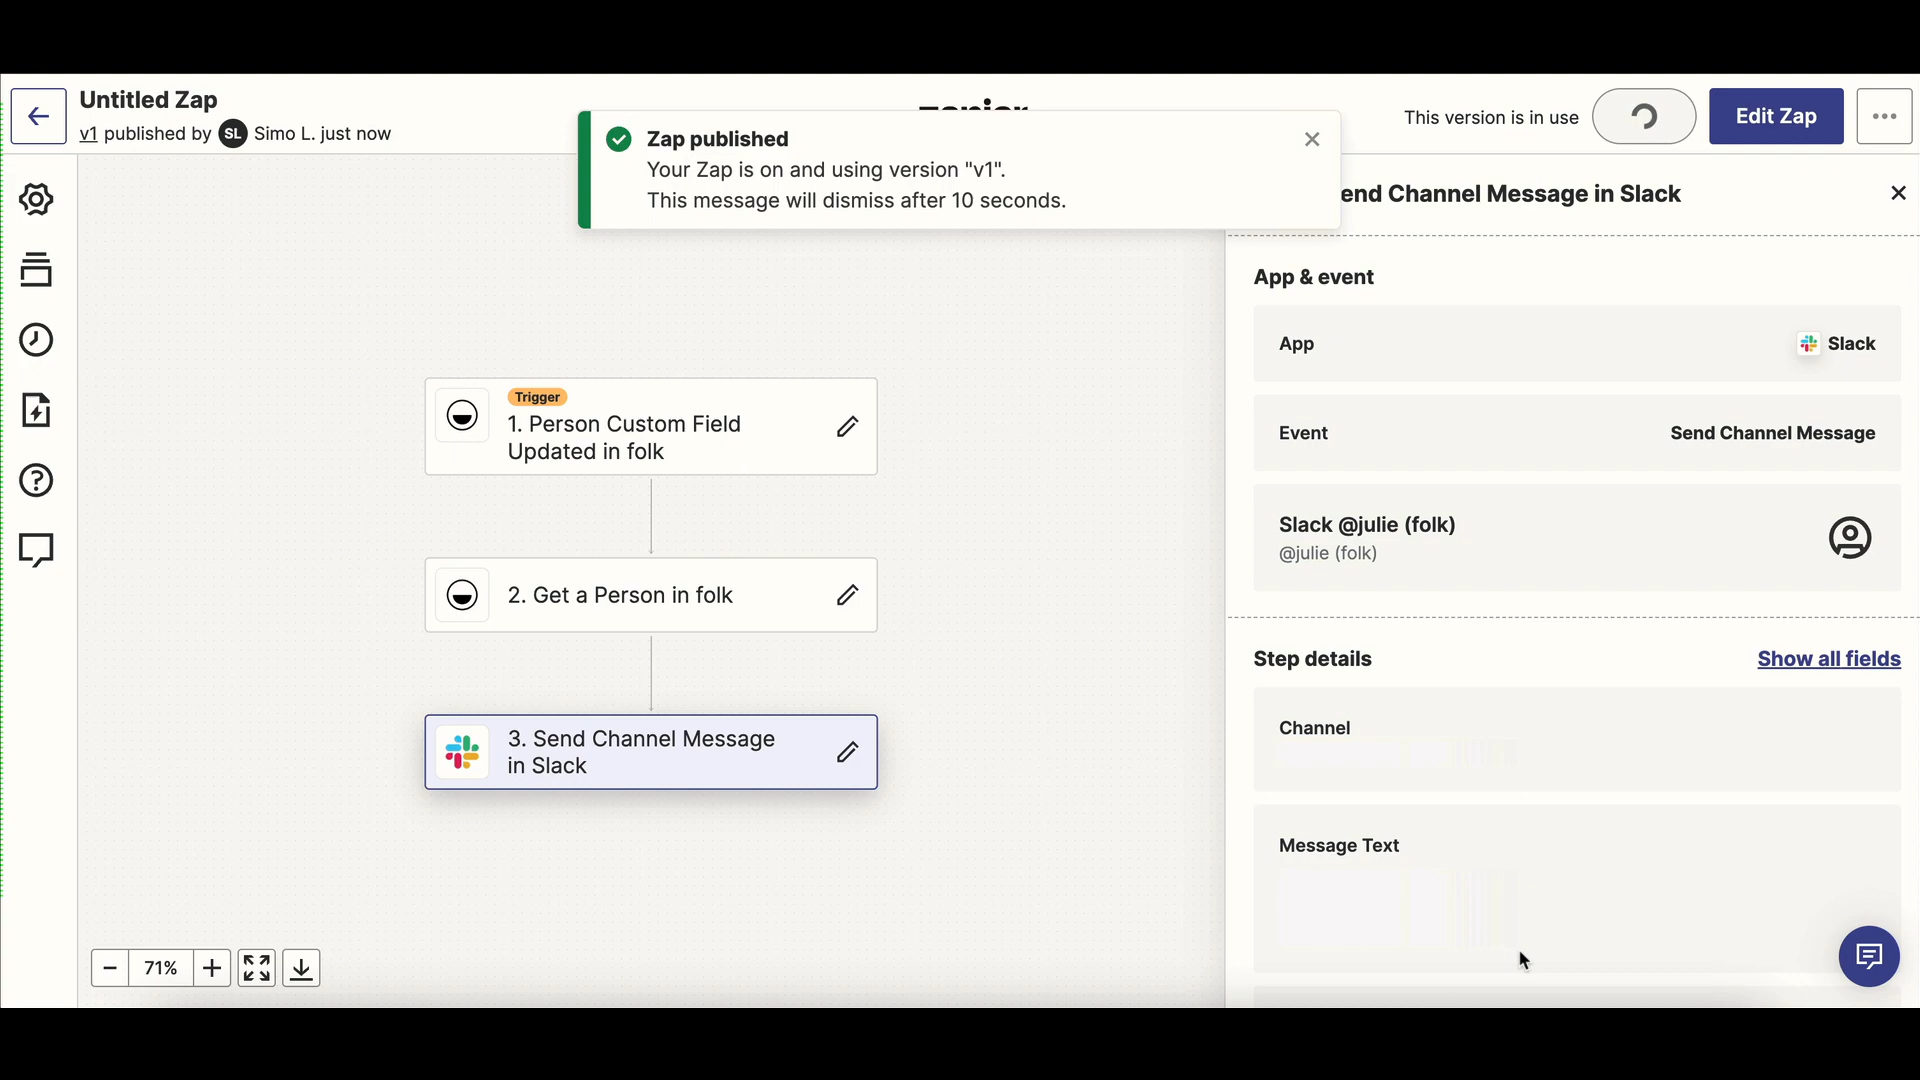 Untitled Zap
v1 published by SL Simo L. just now
Zap published
Your Zap is on and using version "v1".
This message will dismiss after 10 seconds.
This version is in use
Edit Zap
end Channel Message in Slack
App & event
App
Slack
Event
Send Channel Message
Slack @julie (folk)
@julie (folk)
Step details
Show all fields
Channel
Message Text
Trigger
1. Person Custom Field
Updated in folk
2. Get a Person in folk
3. Send Channel Message
in Slack
71%